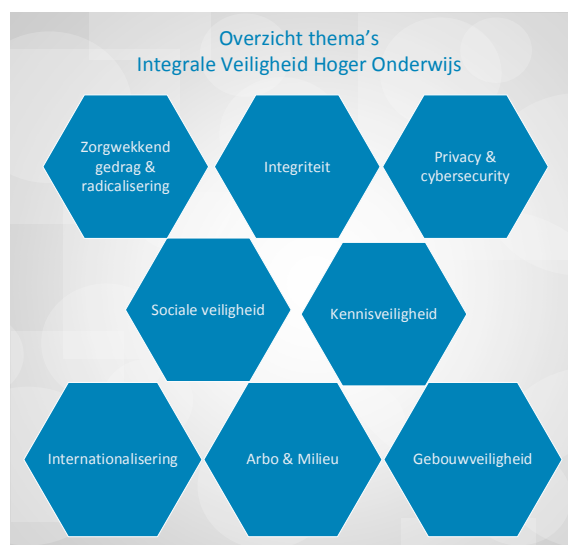 Overzicht thema's
Integrale Veiligheid Hoger Onderwijs
Zorgwekkend
gedrag &
radicalisering
Integriteit
Privacy &
cybersecurity
Sociale veiligheid
Kennisveiligheid
Internationalisering
Arbo & Milieu
Gebouwveiligheid